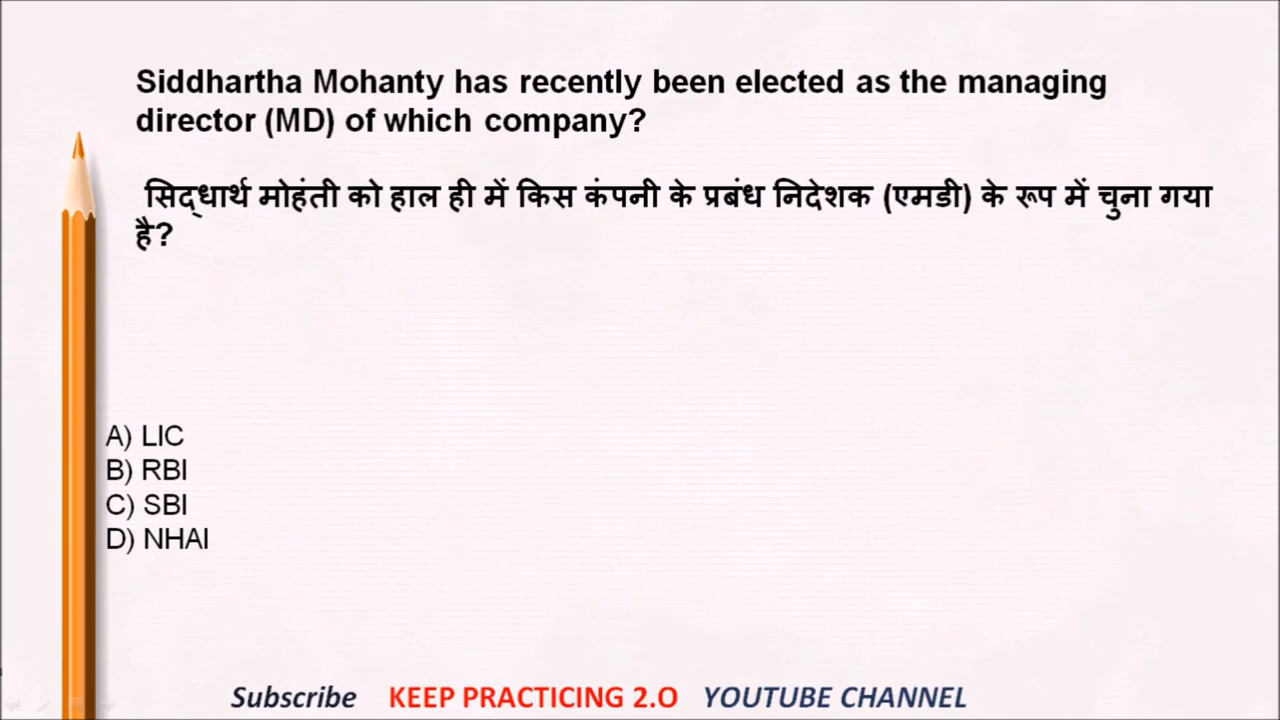 Siddhartha Mohanty has recently been elected as the managing
director (MD) of which company?
सिद्धार्थ मोहंती को हाल ही में किस कंपनी के प्रबंध निदेशक (एमडी) के रूप में चुना गया
है?
A) LIC
B) RBI
C) SBI
D) NHAI
Subscribe KEEP PRACTICING 2.O YOUTUBE CHANNEL